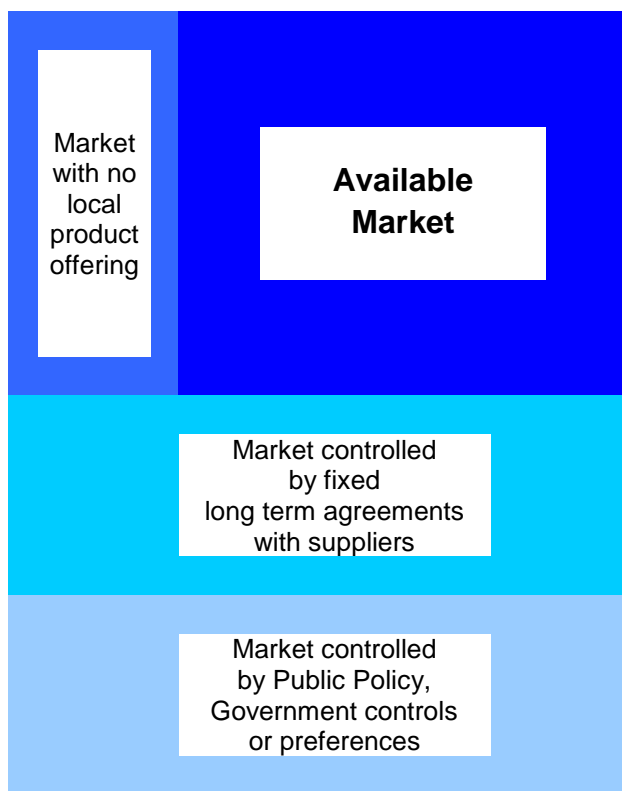 Market
with no
local
product
offering
Available
Market
Market controlled
by fixed
long term agreements
with suppliers
Market controlled
by Public Policy,
Government controls
or preferences